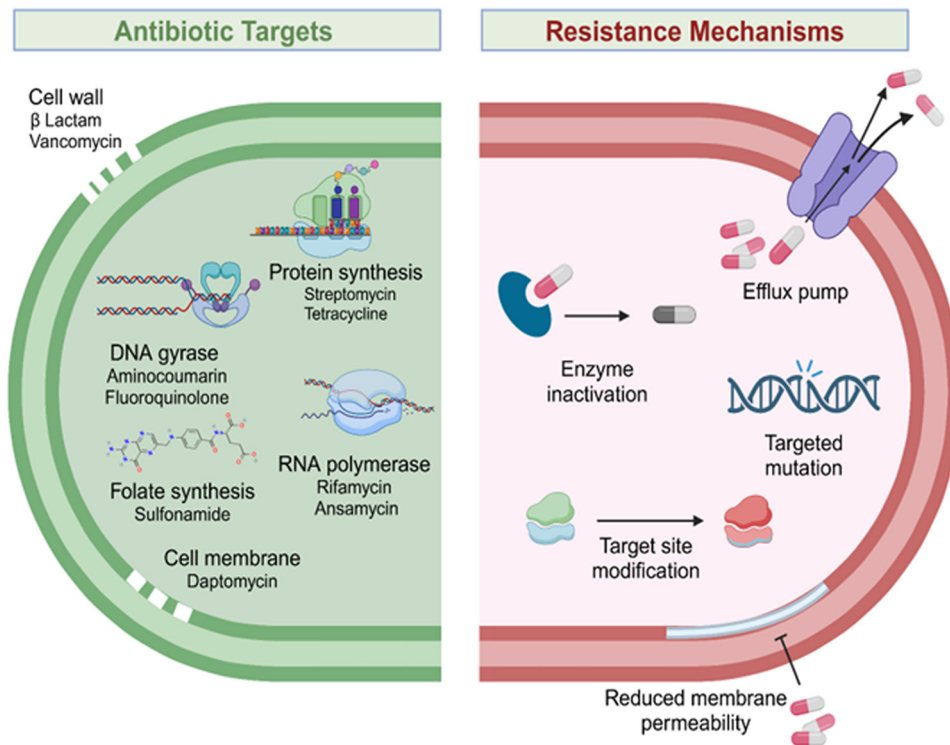 Antibiotic Targets
Resistance Mechanisms
Cell wall
β Lactam
Vancomycin
Protein synthesis
Streptomycin
Tetracycline
DNA gyrase
Aminocoumarin
Fluoroquinolone
RNA polymerase
Rifamycin
Ansamycin
Folate synthesis
Sulfonamide
Cell membrane
Daptomycin
Efflux pump
Enzyme
inactivation
Targeted
mutation
Target site
modification
Reduced membrane
permeability